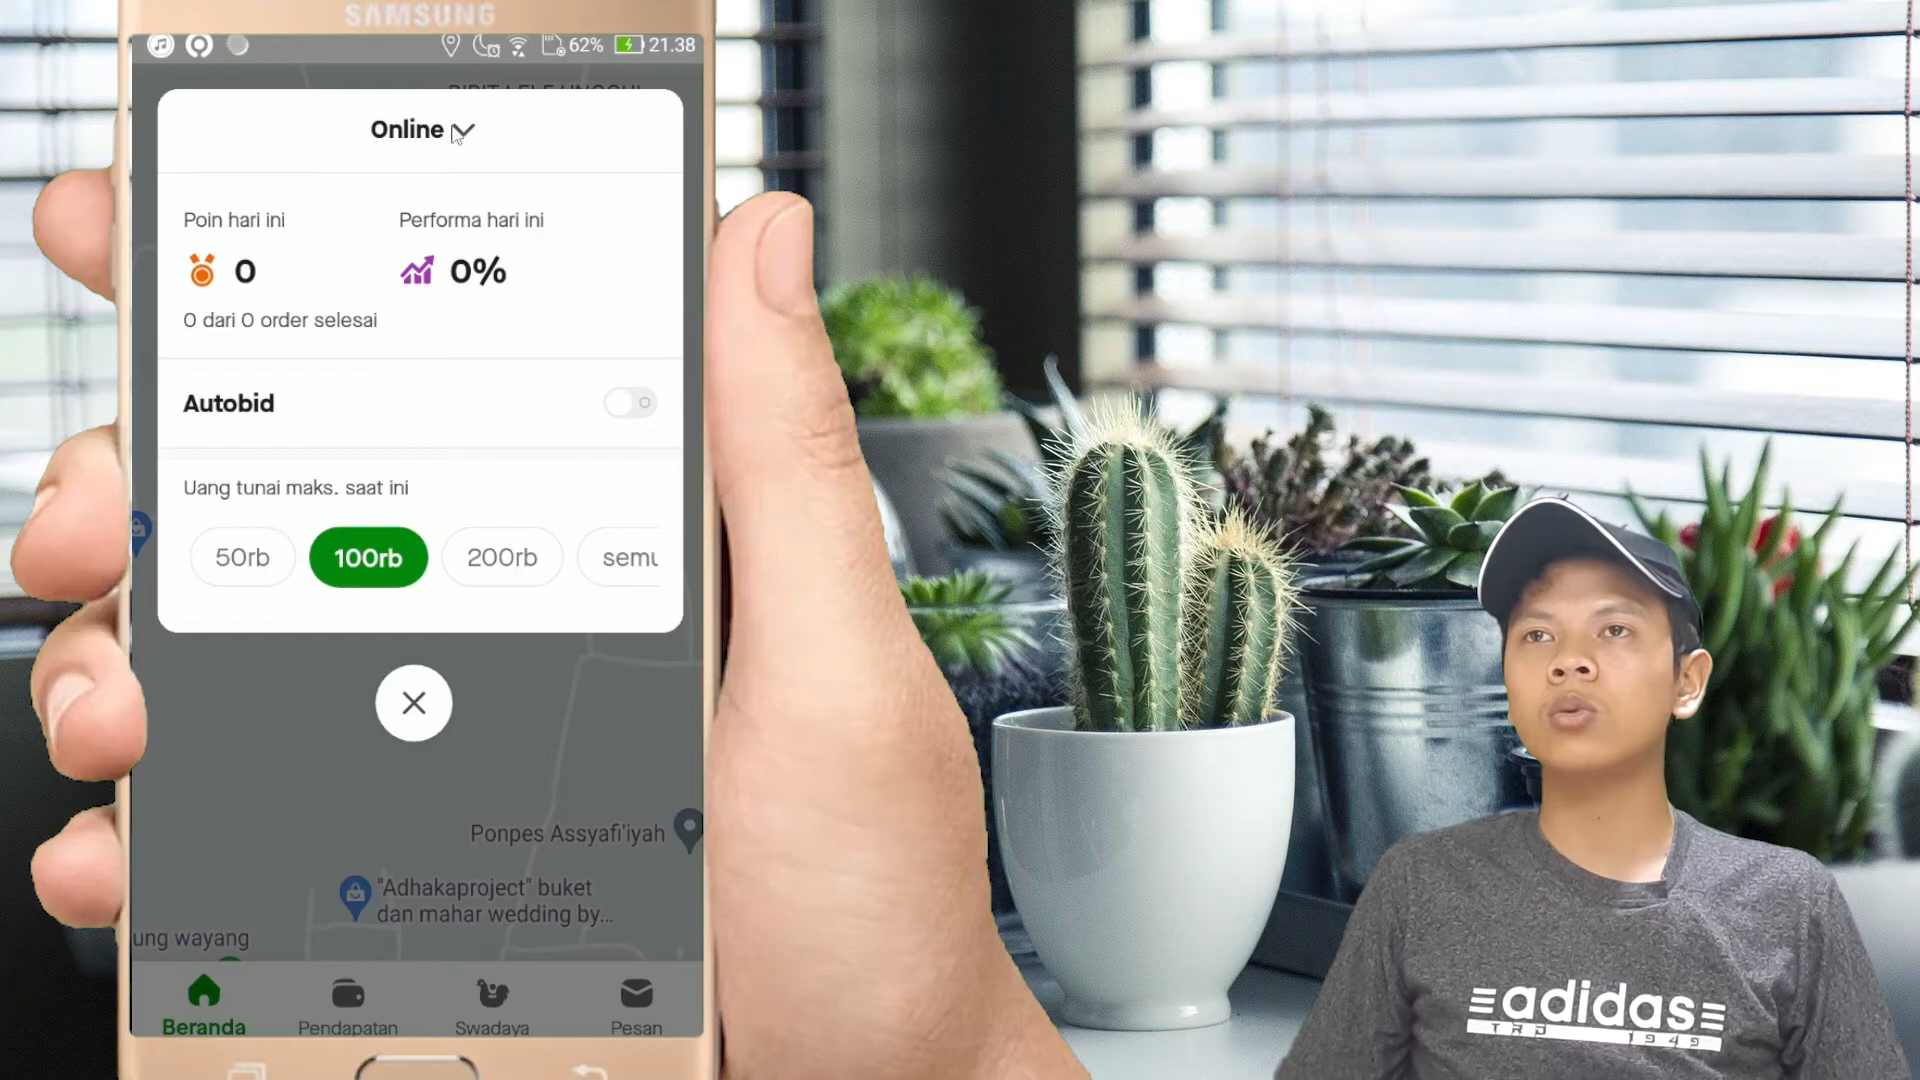 SAMSUNG
62% 21.38
Online
Poin hari ini
Performa hari ini
0
0%
0 dari 0 order selesai
Autobid
Uang tunai maks. saat ini
50rb
100rb
200rb
semu
Ponpes Assyafi'iyah
"Adhakaproject" buket
dan mahar wedding by...
ung wayang
Beranda
Pendapatan
Swadaya
Pesan
adidas
TRD 1949